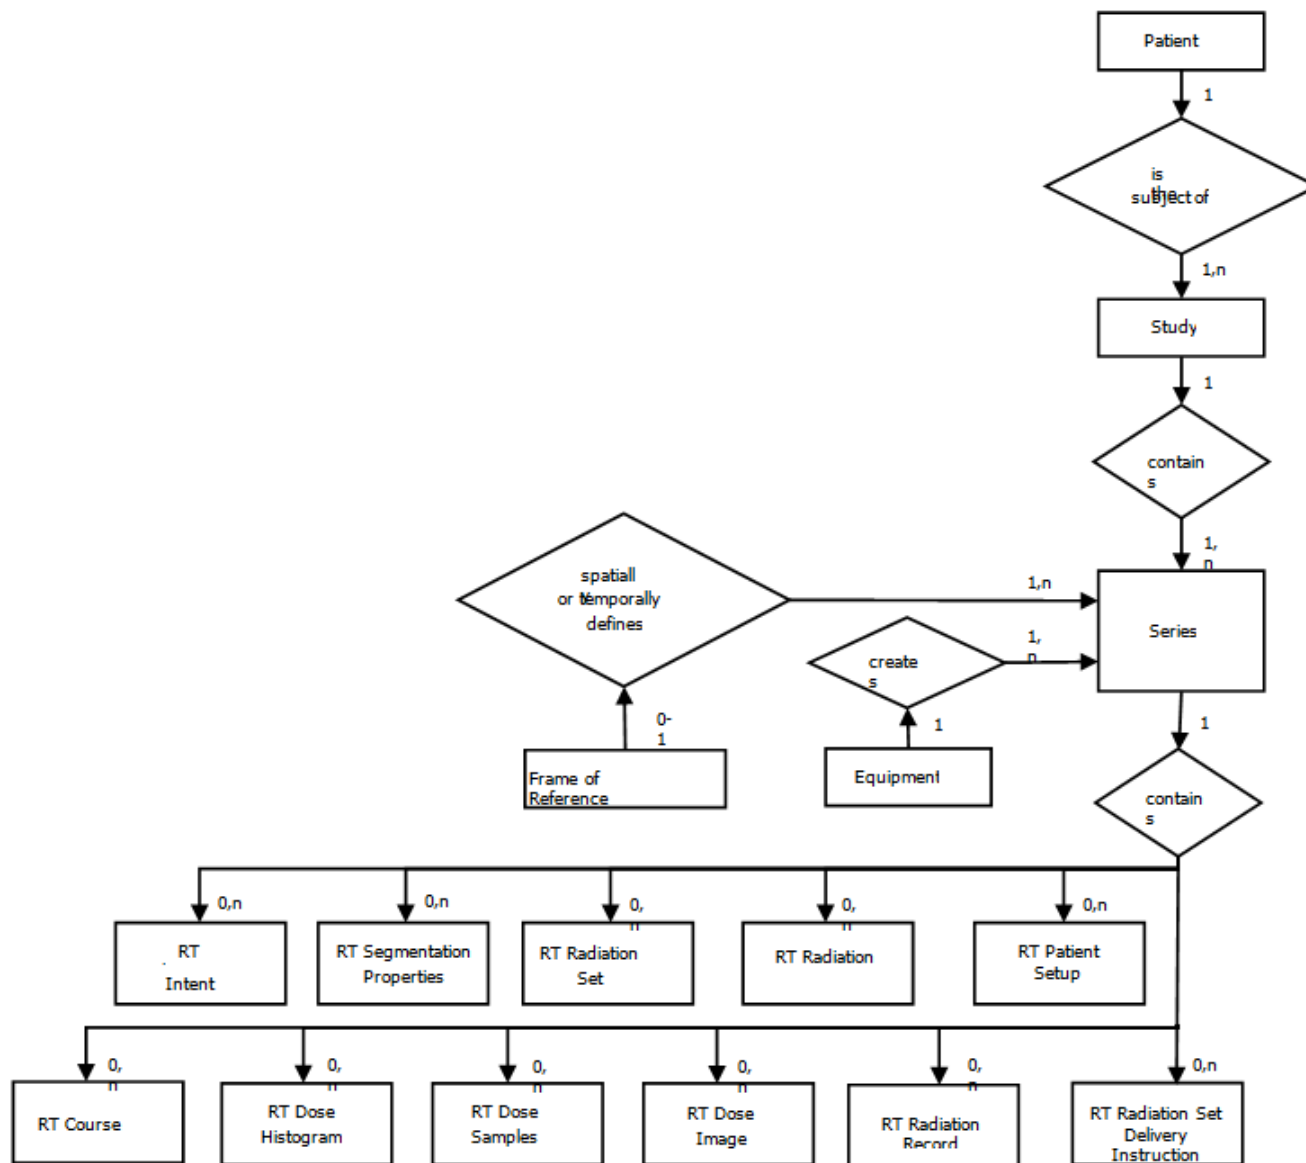 Patient
1
is
the
subject of
1,n
Study
1
contain
s
1,
n
spatiall
y
or temporally
defines
1,n
Series
1,
n
create
s
0-
1
1
1
Frame of
Reference
Equipment
contain
s
0,n
0,n
0,
n
0,
n
0,n
RT
Intent
RT Segmentation
Properties
RT Radiation
Set
RT Radiation
RT Patient
Setup
0,
n
0,
n
0,
n
0,
n
0,
n
0,n
RT Course
RT Dose
Histogram
RT Dose
Samples
RT Dose
Image
RT Radiation
Record
RT Radiation Set
Delivery
Instruction